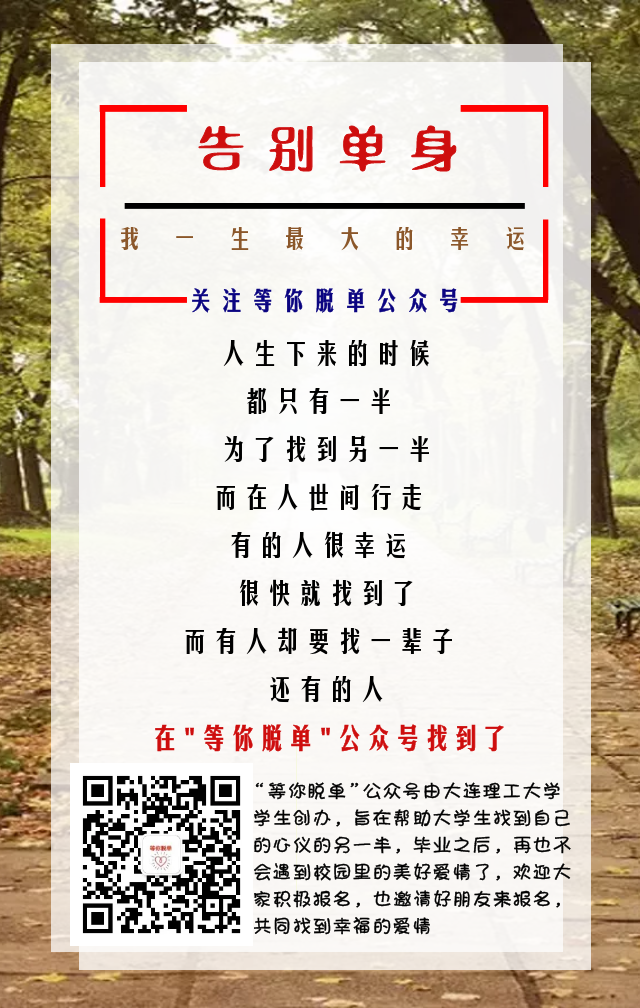 告别单身
我一生最大的幸运
关注等你脱单公众号
人生下来的时候
都只有一半
为了找到另一半
而在人世间行走
有的人很幸运
很快就找到了
而有人却要找一辈子
还有的人
在"等你脱单"公众号找到了
“等你脱单”公众号由大连理工大学
学生创办，旨在帮助大学生找到自己
的心仪的另一半，毕业之后，再也不
会遇到校园里的美好爱情了，欢迎大
家积极报名，也邀请好朋友来报名，
共同找到幸福的爱情
等你脱单